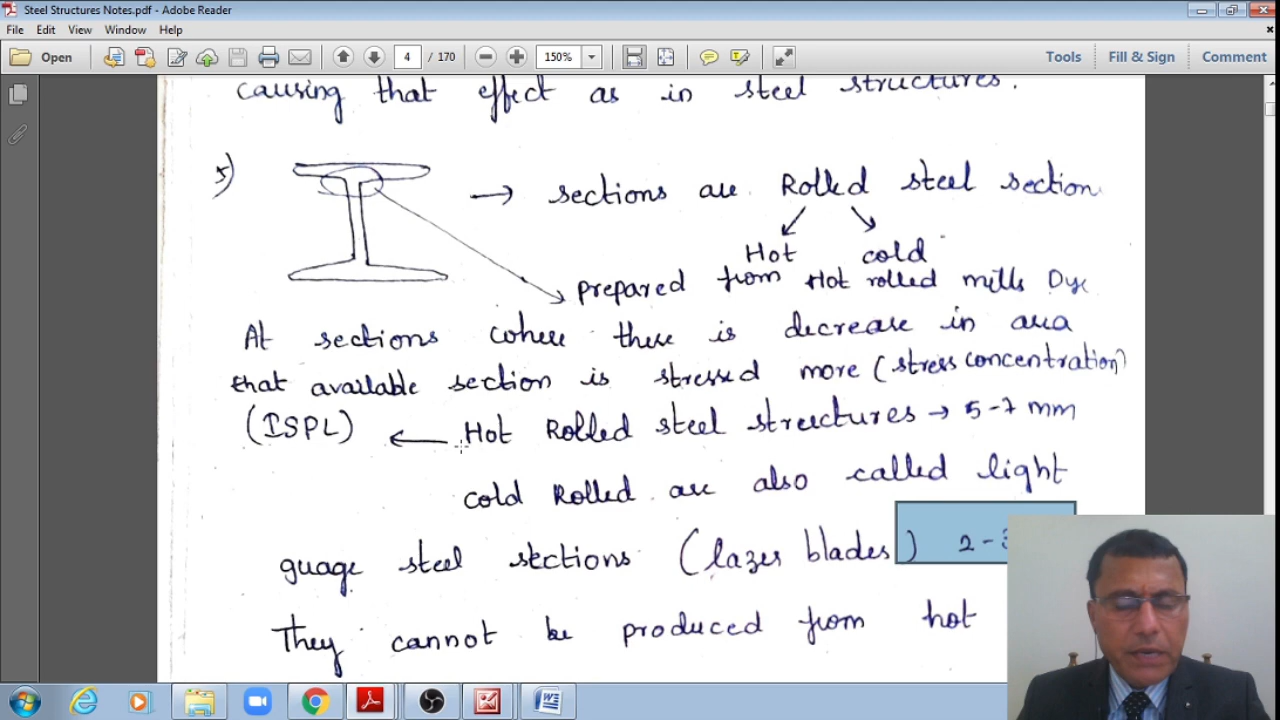 Steel Structures Notes.pdf - Adobe Reader
File Edit View Window Help
Open 4 / 170 150% Tools Fill & Sign Comment
causing that effect as in steel structures.
5) → sections are Rolled steel section
Hot cold
prepared from Hot rolled mills Dye
At sections where there is decrease in area
that available section is stressed more (stress concentration)
(ISPL) ← Hot Rolled steel structures → 5-7 mm
cold Rolled are also called light
guage steel sections (lazer blades) 2-3
They cannot be produced from hot